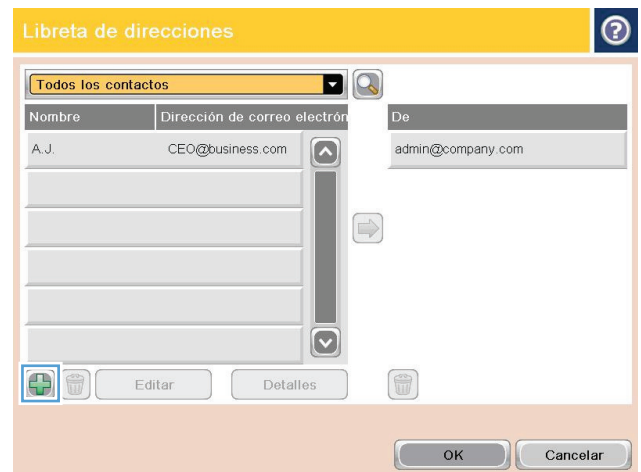 Libreta de direcciones
?
Todos los contactos
Nombre Dirección de correo electrón De
A.J. CEO@business.com admin@company.com
Editar Detalles
OK Cancelar